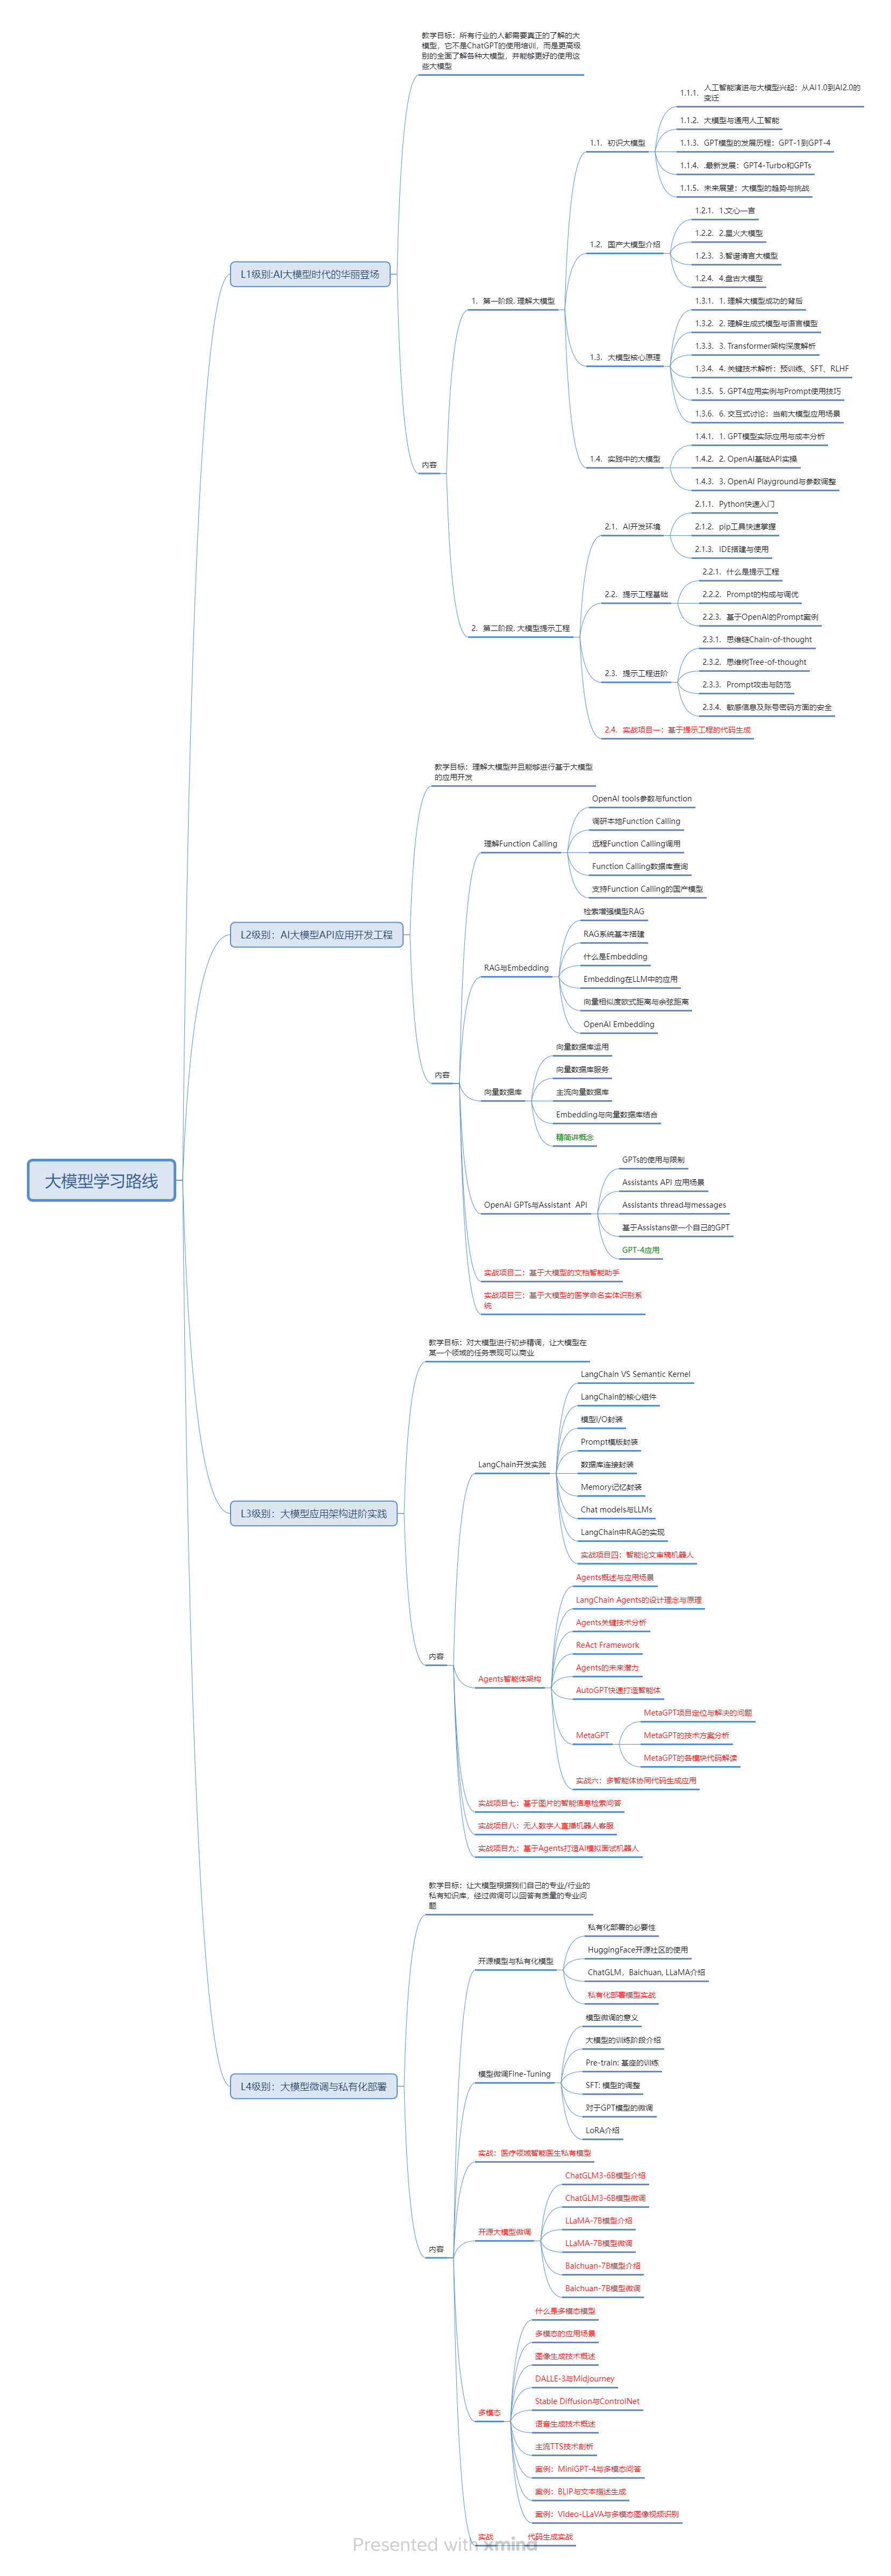 大模型学习路线
L1级别:AI大模型时代的华丽登场
教学目标：所有行业的人都需要真正的了解的大
模型，它不是ChatGPT的使用培训，而是更高级
别的全面了解各种大模型，并能够更好的使用这
些大模型
内容
1. 第一阶段. 理解大模型
1.1. 初识大模型
1.1.1. 人工智能演进与大模型兴起：从AI1.0到AI2.0的
变迁
1.1.2. 大模型与通用人工智能
1.1.3. GPT模型的发展历程：GPT-1到GPT-4
1.1.4. .最新发展：GPT4-Turbo和GPTs
1.1.5. 未来展望：大模型的趋势与挑战
1.2. 国产大模型介绍
1.2.1. 1.文心一言
1.2.2. 2.星火大模型
1.2.3. 3.智谱清言大模型
1.2.4. 4.盘古大模型
1.3. 大模型核心原理
1.3.1. 1. 理解大模型成功的背后
1.3.2. 2. 理解生成式模型与语言模型
1.3.3. 3. Transformer架构深度解析
1.3.4. 4. 关键技术解析：预训练、SFT、RLHF
1.3.5. 5. GPT4应用实例与Prompt使用技巧
1.3.6. 6. 交互式讨论：当前大模型应用场景
1.4. 实践中的大模型
1.4.1. 1. GPT模型实际应用与成本分析
1.4.2. 2. OpenAI基础API实操
1.4.3. 3. OpenAI Playground与参数调整
2. 第二阶段. 大模型提示工程
2.1. AI开发环境
2.1.1. Python快速入门
2.1.2. pip工具快速掌握
2.1.3. IDE搭建与使用
2.2. 提示工程基础
2.2.1. 什么是提示工程
2.2.2. Prompt的构成与调优
2.2.3. 基于OpenAI的Prompt案例
2.3. 提示工程进阶
2.3.1. 思维链Chain-of-thought
2.3.2. 思维树Tree-of-thought
2.3.3. Prompt攻击与防范
2.3.4. 敏感信息及账号密码方面的安全
2.4. 实战项目一：基于提示工程的代码生成
L2级别：AI大模型API应用开发工程
教学目标：理解大模型并且能够进行基于大模型
的应用开发
内容
理解Function Calling
OpenAI tools参数与function
调研本地Function Calling
远程Function Calling调用
Function Calling数据库查询
支持Function Calling的国产模型
RAG与Embedding
检索增强模型RAG
RAG系统基本搭建
什么是Embedding
Embedding在LLM中的应用
向量相似度欧式距离与余弦距离
OpenAI Embedding
向量数据库
向量数据库运用
向量数据库服务
主流向量数据库
Embedding与向量数据库结合
精简讲概念
OpenAI GPTs与Assistant API
GPTs的使用与限制
Assistants API 应用场景
Assistants thread与messages
基于Assistans做一个自己的GPT
GPT-4应用
实战项目二：基于大模型的文档智能助手
实战项目三：基于大模型的医学命名实体识别系
统
L3级别：大模型应用架构进阶实践
教学目标：对大模型进行初步精调，让大模型在
某一个领域的任务表现可以商业
内容
LangChain开发实践
LangChain VS Semantic Kernel
LangChain的核心组件
模型I/O封装
Prompt模版封装
数据库连接封装
Memory记忆封装
Chat models与LLMs
LangChain中RAG的实现
实战项目四：智能论文审稿机器人
Agents智能体架构
Agents概述与应用场景
LangChain Agents的设计理念与原理
Agents关键技术分析
ReAct Framework
Agents的未来潜力
AutoGPT快速打造智能体
MetaGPT
MetaGPT项目定位与解决的问题
MetaGPT的技术方案分析
MetaGPT的各模块代码解读
实战六：多智能体协同代码生成应用
实战项目七：基于图片的智能信息检索问答
实战项目八：无人数字人直播机器人客服
实战项目九：基于Agents打造AI模拟面试机器人
L4级别：大模型微调与私有化部署
教学目标：让大模型根据我们自己的专业/行业的
私有知识库，经过微调可以回答有质量的专业问
题
内容
开源模型与私有化模型
私有化部署的必要性
HuggingFace开源社区的使用
ChatGLM，Baichuan, LLaMA介绍
私有化部署模型实战
模型微调Fine-Tuning
模型微调的意义
大模型的训练阶段介绍
Pre-train: 基座的训练
SFT: 模型的调整
对于GPT模型的微调
LoRA介绍
实战：医疗领域智能医生私有模型
开源大模型微调
ChatGLM3-6B模型介绍
ChatGLM3-6B模型微调
LLaMA-7B模型介绍
LLaMA-7B模型微调
Baichuan-7B模型介绍
Baichuan-7B模型微调
多模态
什么是多模态模型
多模态的应用场景
图像生成技术概述
DALLE-3与Midjourney
Stable Diffusion与ControlNet
语音生成技术概述
主流TTS技术剖析
案例：MiniGPT-4与多模态问答
案例：BLIP与文本描述生成
案例：Video-LLaVA与多模态图像视频识别
实战
代码生成实战
Presented with xmind